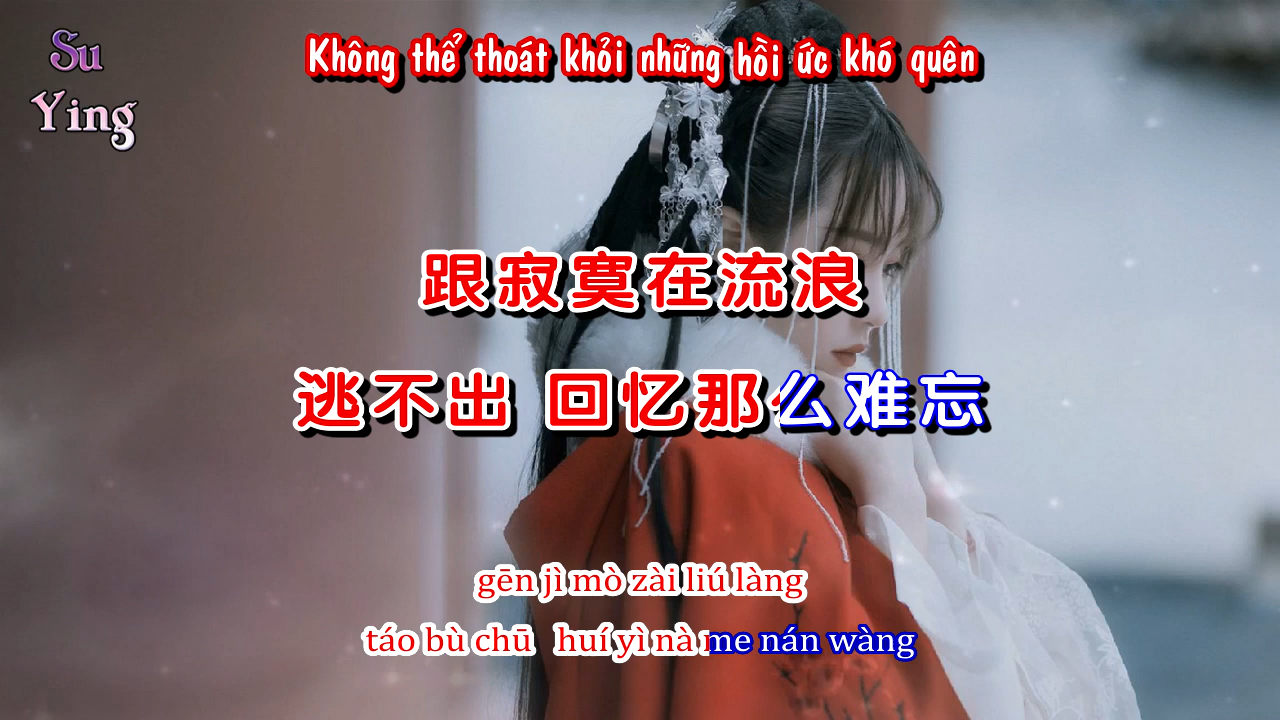 Su
Ying
Không thể thoát khỏi những hồi ức khó quên
跟寂寞在流浪
逃不出 回忆那么难忘
gēn jì mò zài liú làng
táo bù chū huí yì nà me nán wàng